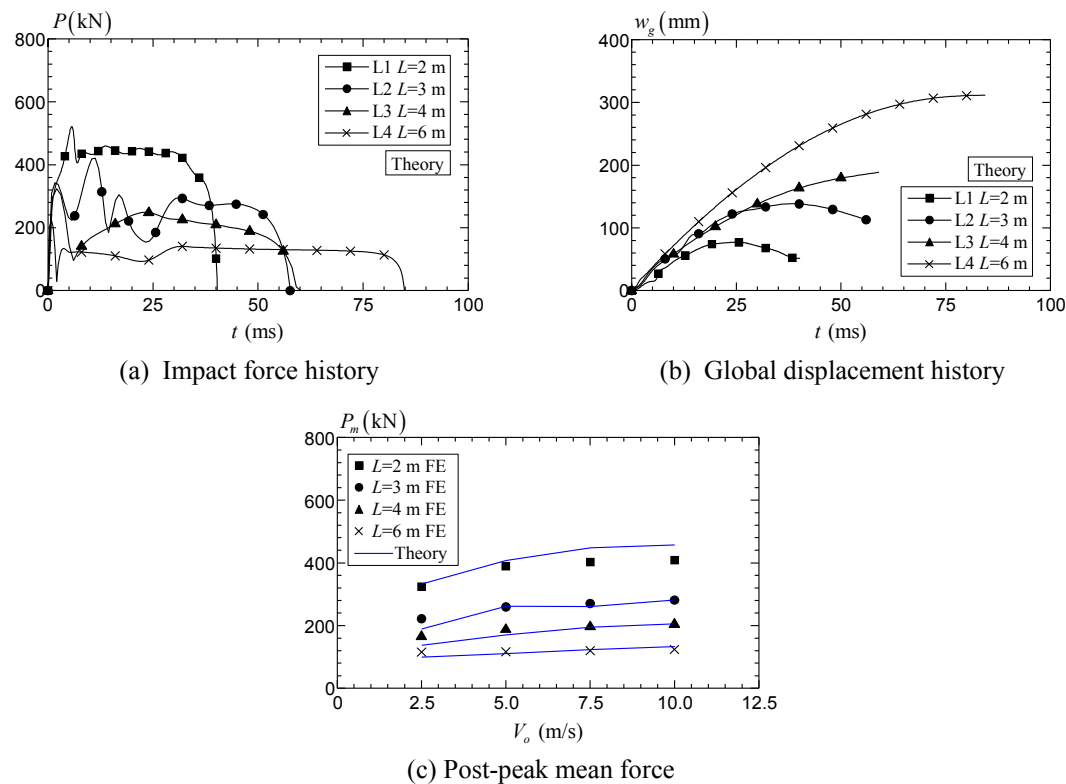 P(kN)
800
600
400
200
0
0 25 50 75 100
t (ms)
L1 L=2 m
L2 L=3 m
L3 L=4 m
L4 L=6 m
Theory
(a) Impact force history
w_g(mm)
400
300
200
100
0
0 25 50 75 100
t (ms)
Theory
L1 L=2 m
L2 L=3 m
L3 L=4 m
L4 L=6 m
(b) Global displacement history
P_m(kN)
800
600
400
200
0
0 2.5 5.0 7.5 10.0 12.5
V_o (m/s)
L=2 m FE
L=3 m FE
L=4 m FE
L=6 m FE
Theory
(c) Post-peak mean force